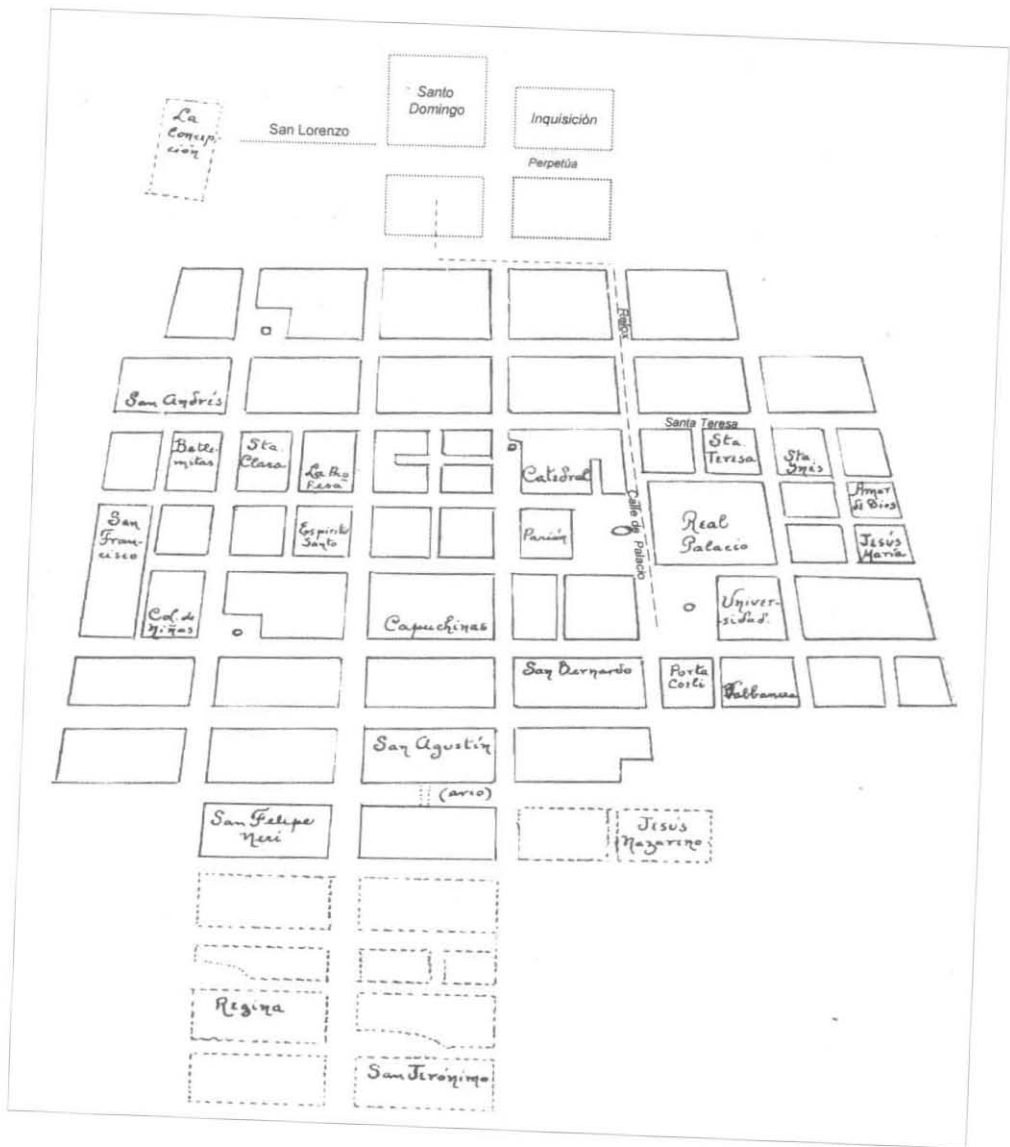 Santo
Domingo
La
Concep-
ción
San Lorenzo
Inquisición
Perpetúa
Relox
San Andrés
Santa Teresa
Betle-
mitas
Sta.
Clara
La Pro
Fesa
Catedral
Sta.
Teresa
Sta
Inés
San
Fran-
cisco
Espíritu
Santo
Parián
Calle de Palacio
Real
Palacio
Amor
de Dios
Jesús
María
Col. de
Niñas
Capuchinas
Univer-
sidad.
San Bernardo
Porta
Coeli
Balbanera
San Agustín
(arco)
San Felipe
Neri
Jesús
Nazareno
Regina
San Jerónimo